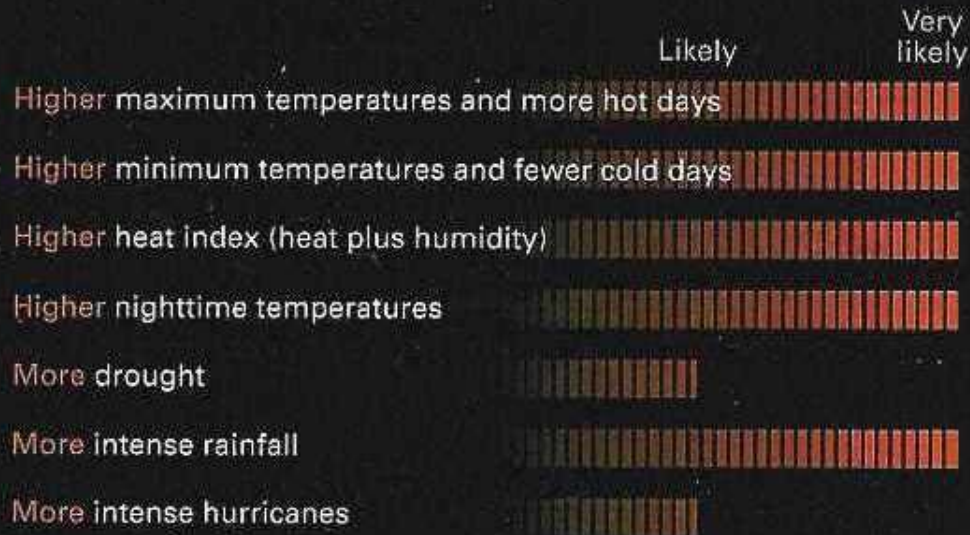 Likely
Very
likely
Higher maximum temperatures and more hot days
Higher minimum temperatures and fewer cold days
Higher heat index (heat plus humidity)
Higher nighttime temperatures
More drought
More intense rainfall
More intense hurricanes